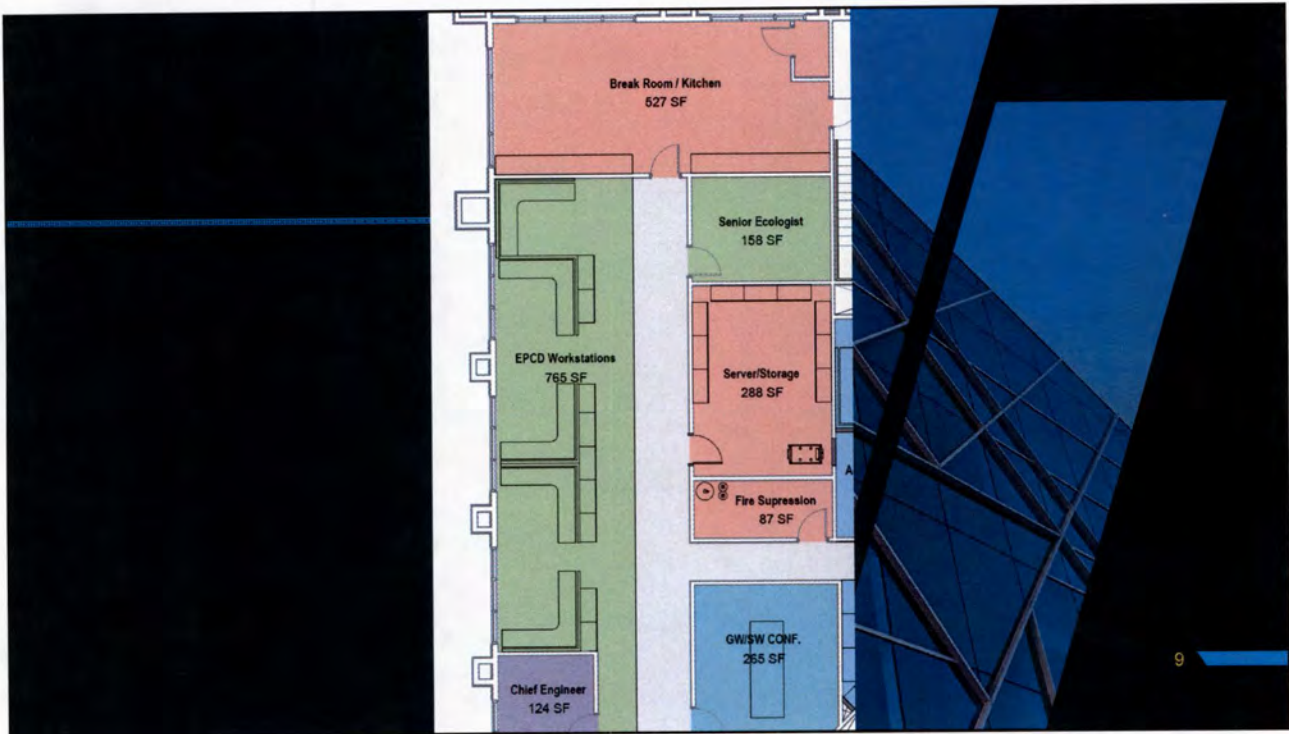 Break Room / Kitchen
527 SF
Senior Ecologist
158 SF
EPCD Workstations
765 SF
Server/Storage
288 SF
A
Fire Supression
87 SF
GW/SW CONF.
265 SF
Chief Engineer
124 SF
9